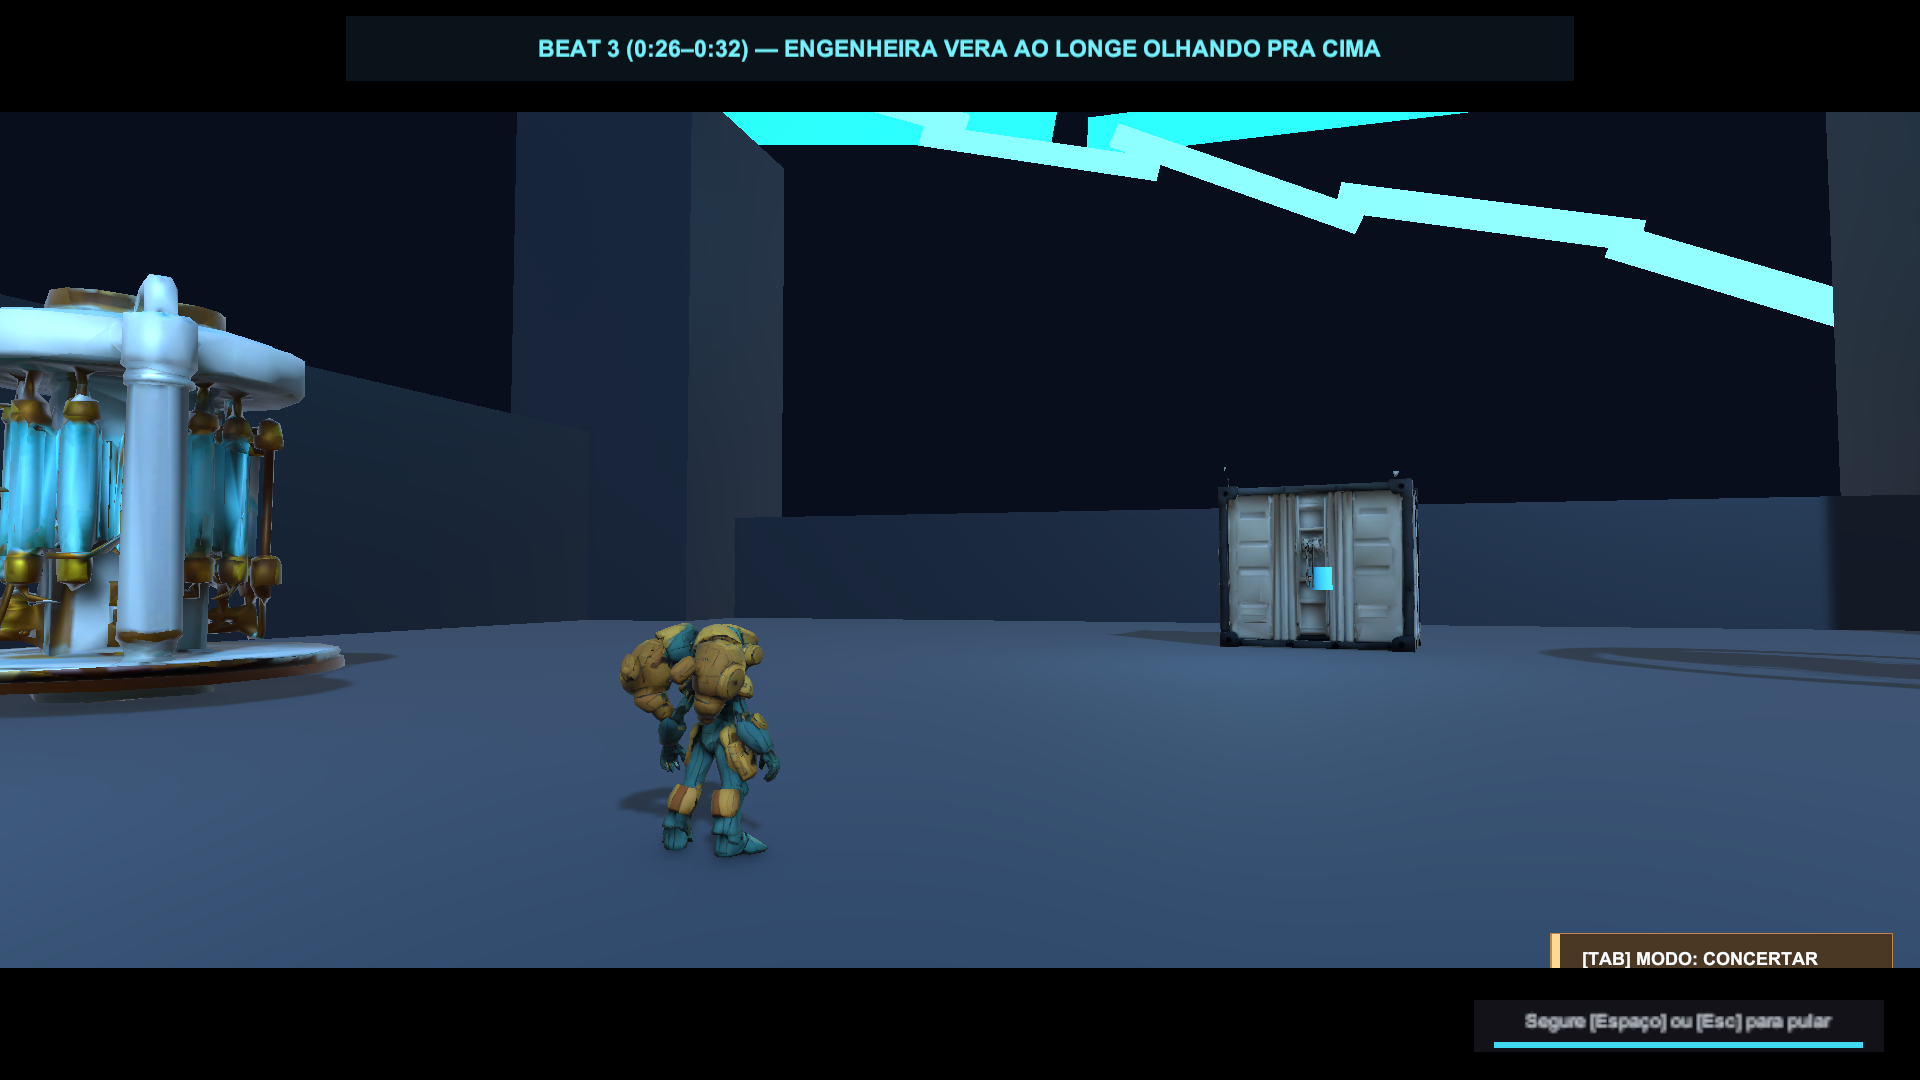 BEAT 3 (0:26–0:32) — ENGENHEIRA VERA AO LONGE OLHANDO PRA CIMA
[TAB] MODO: CONCERTAR
Segure [Espaço] ou [Esc] para pular